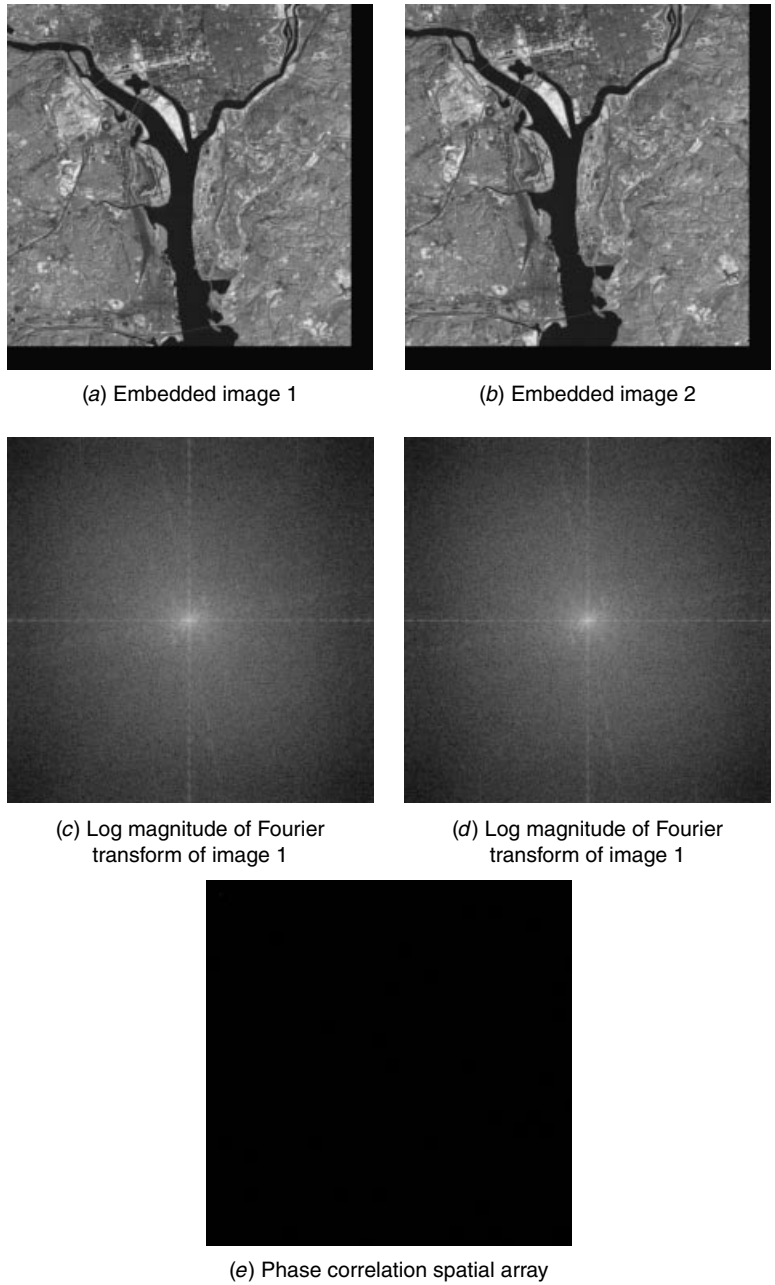 (a) Embedded image 1
(b) Embedded image 2
(c) Log magnitude of Fourier
transform of image 1
(d) Log magnitude of Fourier
transform of image 1
(e) Phase correlation spatial array